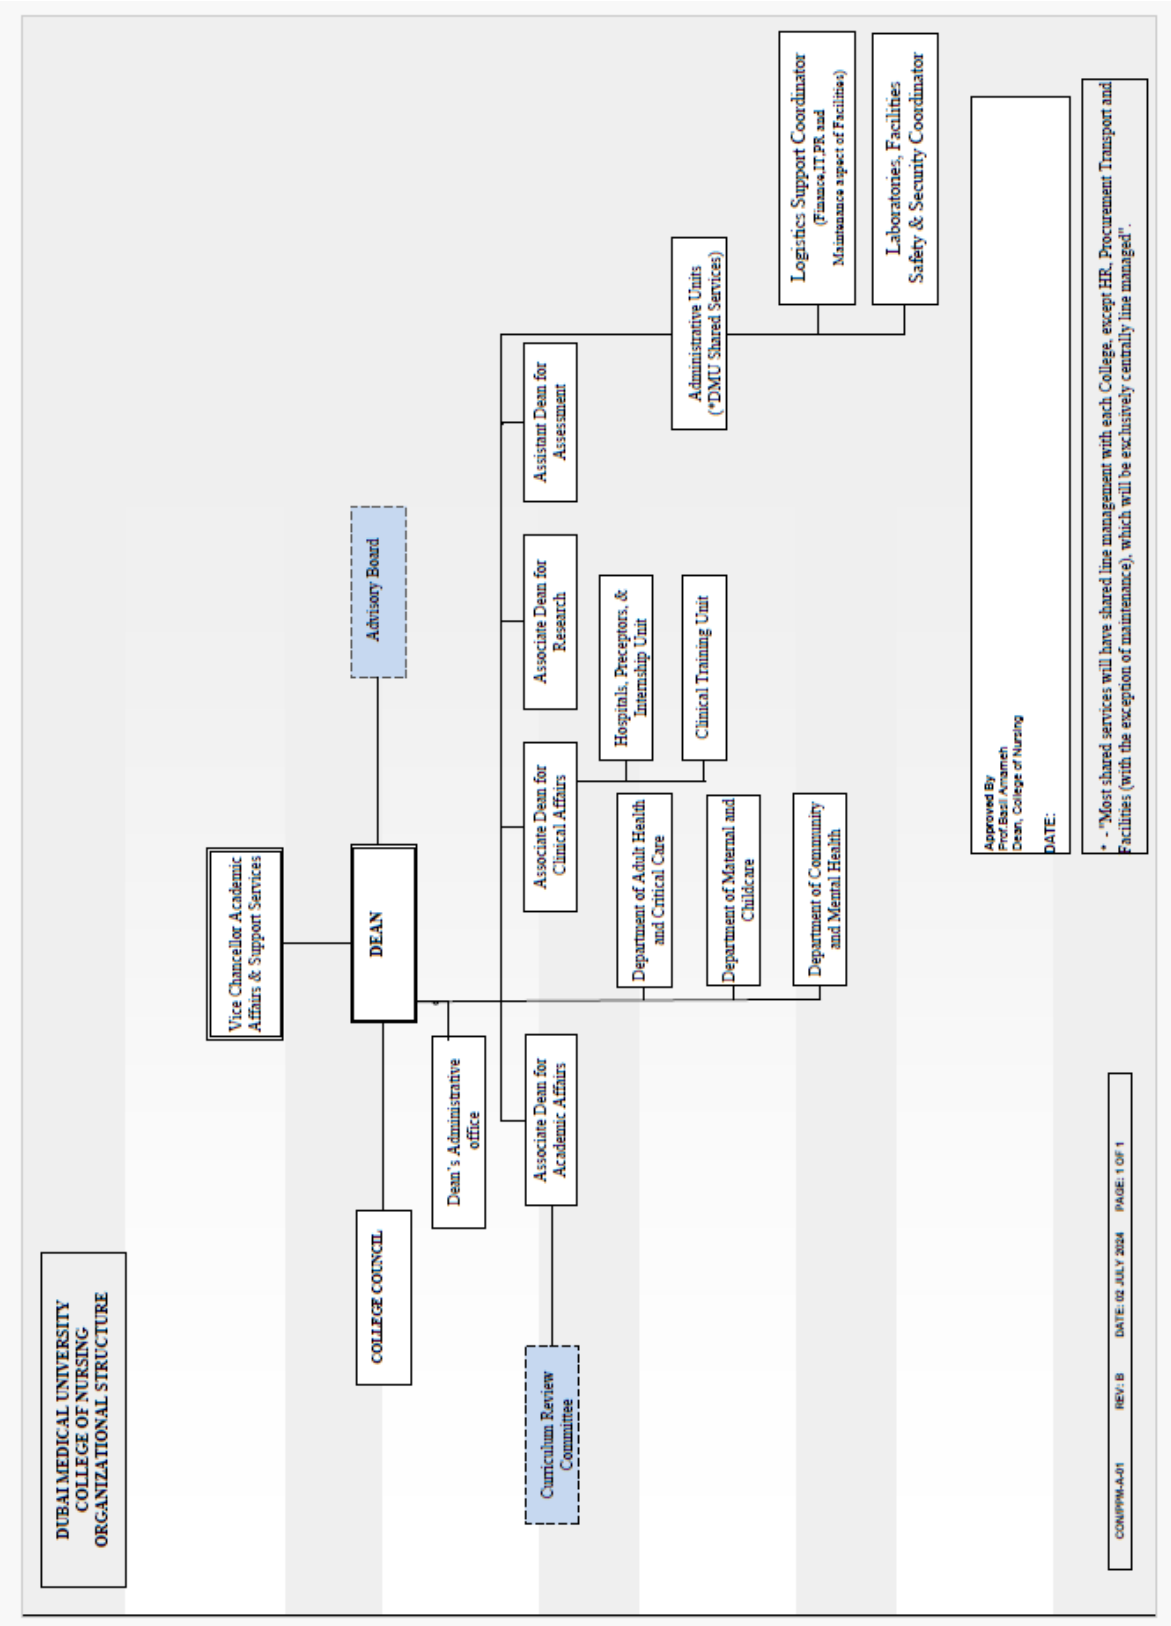 DUBAI MEDICAL UNIVERSITY
COLLEGE OF NURSING
ORGANIZATIONAL STRUCTURE
Vice Chancellor Academic
Affairs & Support Services
COLLEGE COUNCIL
DEAN
Advisory Board
Dean's Administrative
office
Curriculum Review
Committee
Associate Dean for
Academic Affairs
Associate Dean for
Clinical Affairs
Associate Dean for
Research
Assistant Dean for
Assessment
Hospitals, Preceptors, &
Internship Unit
Clinical Training Unit
Department of Adult Health
and Critical Care
Department of Maternal and
Childcare
Department of Community
and Mental Health
Administrative Units
(*DMU Shared Services)
Logistics Support Coordinator
(Finance,IT,PR and
Maintenance aspect of Facilities)
Laboratories, Facilities
Safety & Security Coordinator
Approved By
Prof.Basil Amameh
Dean, College of Nursing
DATE:
* - "Most shared services will have shared line management with each College, except HR, Procurement Transport and
Facilities (with the exception of maintenance), which will be exclusively centrally line managed".
CON/PPM-A-01 REV: B DATE: 02 JULY 2024 PAGE: 1 OF 1